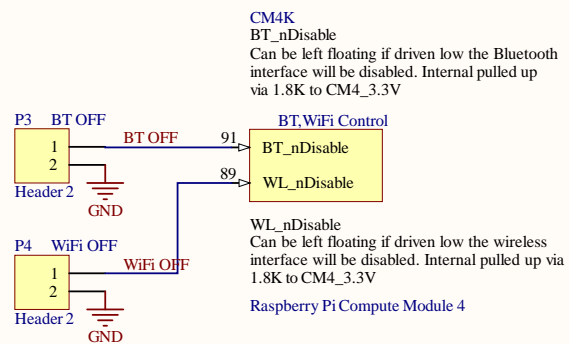 CM4K
BT_nDisable
Can be left floating if driven low the Bluetooth
interface will be disabled. Internal pulled up
via 1.8K to CM4_3.3V
P3 BT OFF
BT,WiFi Control
BT OFF
91
1
BT_nDisable
2
89
WL_nDisable
Header 2
GND
WL_nDisable
Can be left floating if driven low the wireless
interface will be disabled. Internal pulled up via
1.8K to CM4_3.3V
P4 WiFi OFF
WiFi OFF
1
2
Raspberry Pi Compute Module 4
Header 2
GND